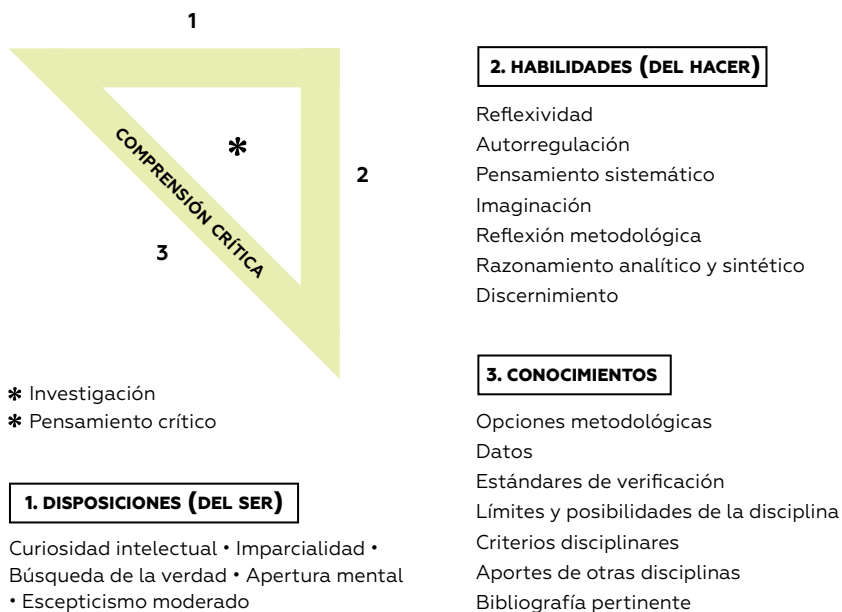 1
COMPRENSIÓN CRÍTICA
*
2
3
* Investigación
* Pensamiento crítico
1. DISPOSICIONES (DEL SER)
Curiosidad intelectual • Imparcialidad •
Búsqueda de la verdad • Apertura mental
• Escepticismo moderado
2. HABILIDADES (DEL HACER)
Reflexividad
Autorregulación
Pensamiento sistemático
Imaginación
Reflexión metodológica
Razonamiento analítico y sintético
Discernimiento
3. CONOCIMIENTOS
Opciones metodológicas
Datos
Estándares de verificación
Límites y posibilidades de la disciplina
Criterios disciplinares
Aportes de otras disciplinas
Bibliografía pertinente